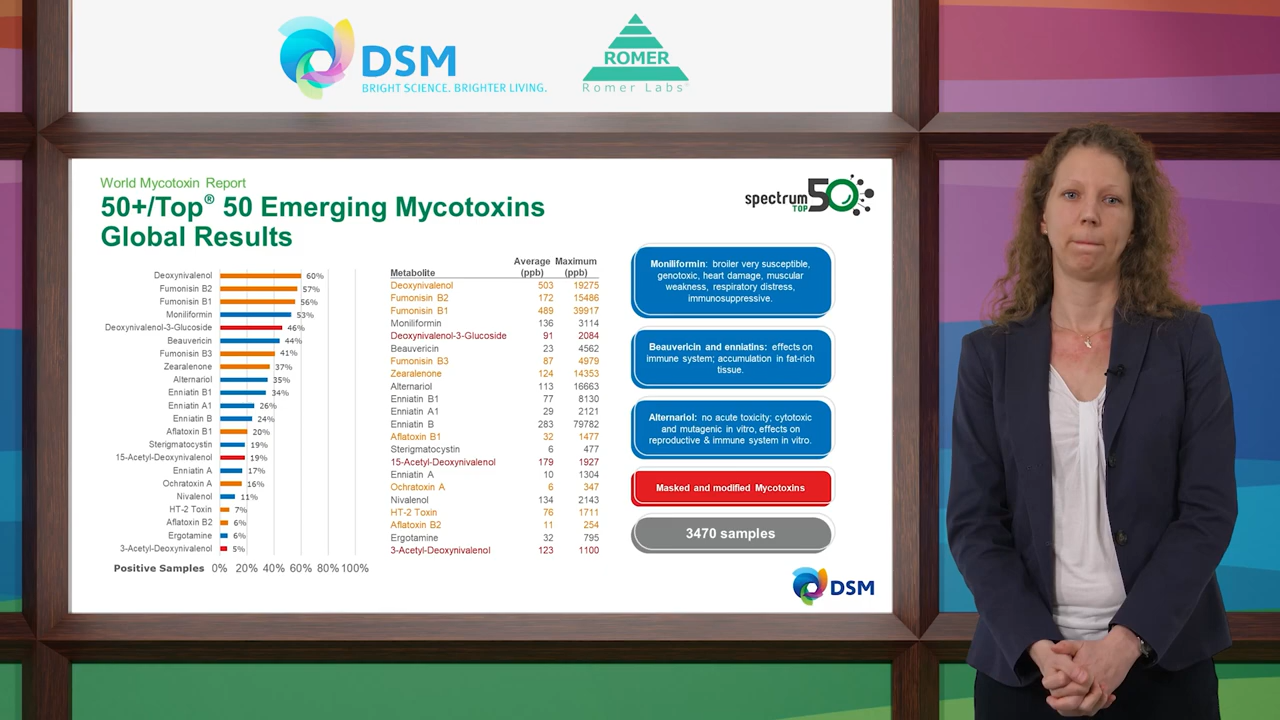 DSM
BRIGHT SCIENCE. BRIGHTER LIVING.
ROMER
Romer Labs®
World Mycotoxin Report
50+/Top® 50 Emerging Mycotoxins
Global Results
spectrum TOP 50
Deoxynivalenol 60%
Fumonisin B2 57%
Fumonisin B1 56%
Moniliformin 53%
Deoxynivalenol-3-Glucoside 46%
Beauvericin 44%
Fumonisin B3 41%
Zearalenone 37%
Alternariol 35%
Enniatin B1 34%
Enniatin A1 26%
Enniatin B 24%
Aflatoxin B1 20%
Sterigmatocystin 19%
15-Acetyl-Deoxynivalenol 19%
Enniatin A 17%
Ochratoxin A 16%
Nivalenol 11%
HT-2 Toxin 7%
Aflatoxin B2 6%
Ergotamine 6%
3-Acetyl-Deoxynivalenol 5%
Positive Samples 0% 20% 40% 60% 80% 100%
Average Maximum
Metabolite (ppb) (ppb)
Deoxynivalenol 503 19275
Fumonisin B2 172 15486
Fumonisin B1 489 39917
Moniliformin 136 3114
Deoxynivalenol-3-Glucoside 91 2084
Beauvericin 23 4562
Fumonisin B3 87 4979
Zearalenone 124 14353
Alternariol 113 16663
Enniatin B1 77 8130
Enniatin A1 29 2121
Enniatin B 283 79782
Aflatoxin B1 32 1477
Sterigmatocystin 6 477
15-Acetyl-Deoxynivalenol 179 1927
Enniatin A 10 1304
Ochratoxin A 6 347
Nivalenol 134 2143
HT-2 Toxin 76 1711
Aflatoxin B2 11 254
Ergotamine 32 795
3-Acetyl-Deoxynivalenol 123 1100
Moniliformin: broiler very susceptible,
genotoxic, heart damage, muscular
weakness, respiratory distress,
immunosuppressive.
Beauvericin and enniatins: effects on
immune system; accumulation in fat-rich
tissue.
Alternariol: no acute toxicity; cytotoxic
and mutagenic in vitro, effects on
reproductive & immune system in vitro.
Masked and modified Mycotoxins
3470 samples
DSM